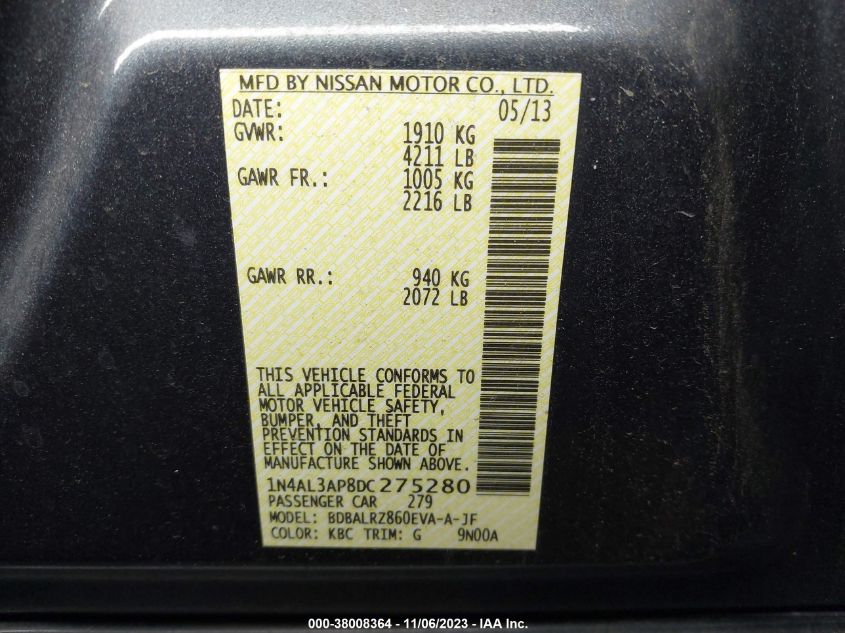 MFD BY NISSAN MOTOR CO., LTD.
DATE: 05/13
GVWR: 1910 KG
4211 LB
GAWR FR.: 1005 KG
2216 LB
GAWR RR.: 940 KG
2072 LB
THIS VEHICLE CONFORMS TO
ALL APPLICABLE FEDERAL
MOTOR VEHICLE SAFETY,
BUMPER, AND THEFT
PREVENTION STANDARDS IN
EFFECT ON THE DATE OF
MANUFACTURE SHOWN ABOVE.
1N4AL3AP8DC275280
PASSENGER CAR 279
MODEL: BDBALRZ860EVA-A-JF
COLOR: KBC TRIM: G 9N00A
000-38008364 - 11/06/2023 - IAA Inc.